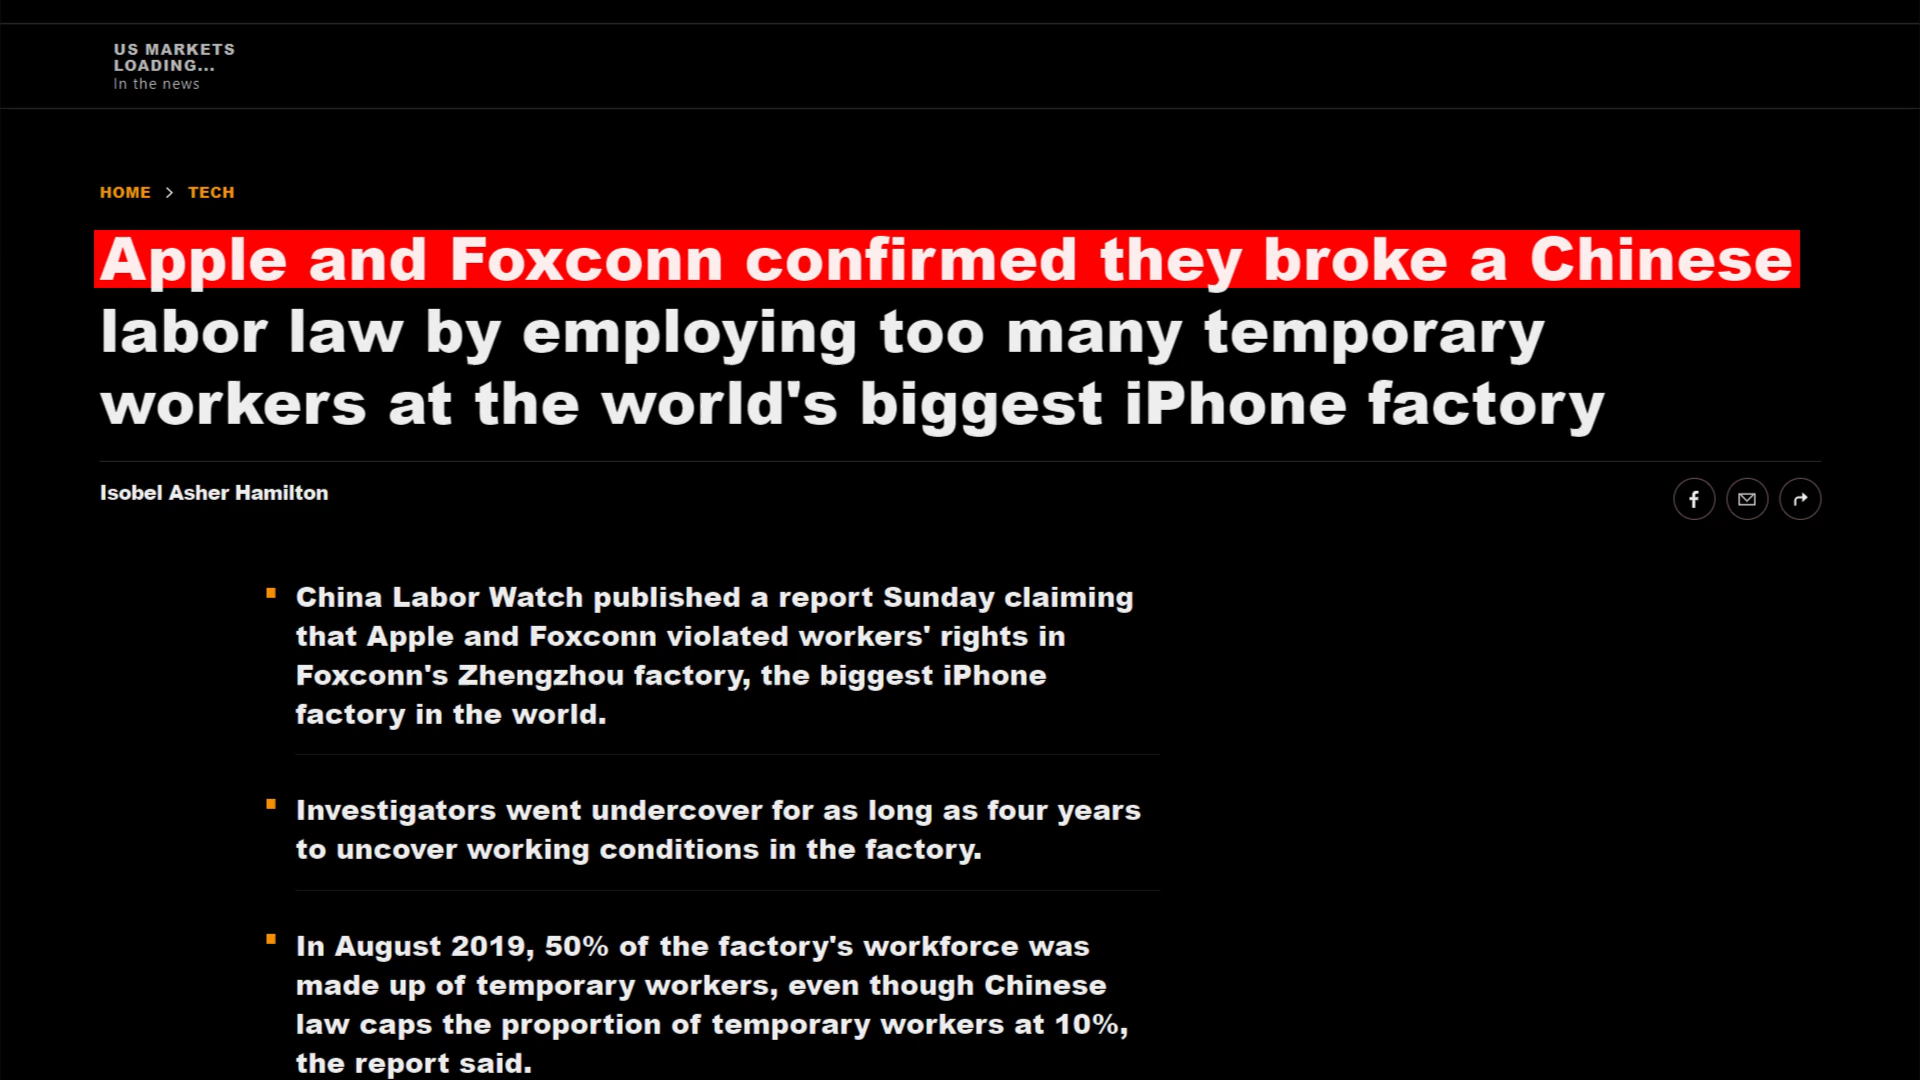 US MARKETS
LOADING...
In the news
HOME > TECH
Apple and Foxconn confirmed they broke a Chinese
labor law by employing too many temporary
workers at the world's biggest iPhone factory
Isobel Asher Hamilton
China Labor Watch published a report Sunday claiming
that Apple and Foxconn violated workers' rights in
Foxconn's Zhengzhou factory, the biggest iPhone
factory in the world.
Investigators went undercover for as long as four years
to uncover working conditions in the factory.
In August 2019, 50% of the factory's workforce was
made up of temporary workers, even though Chinese
law caps the proportion of temporary workers at 10%,
the report said.